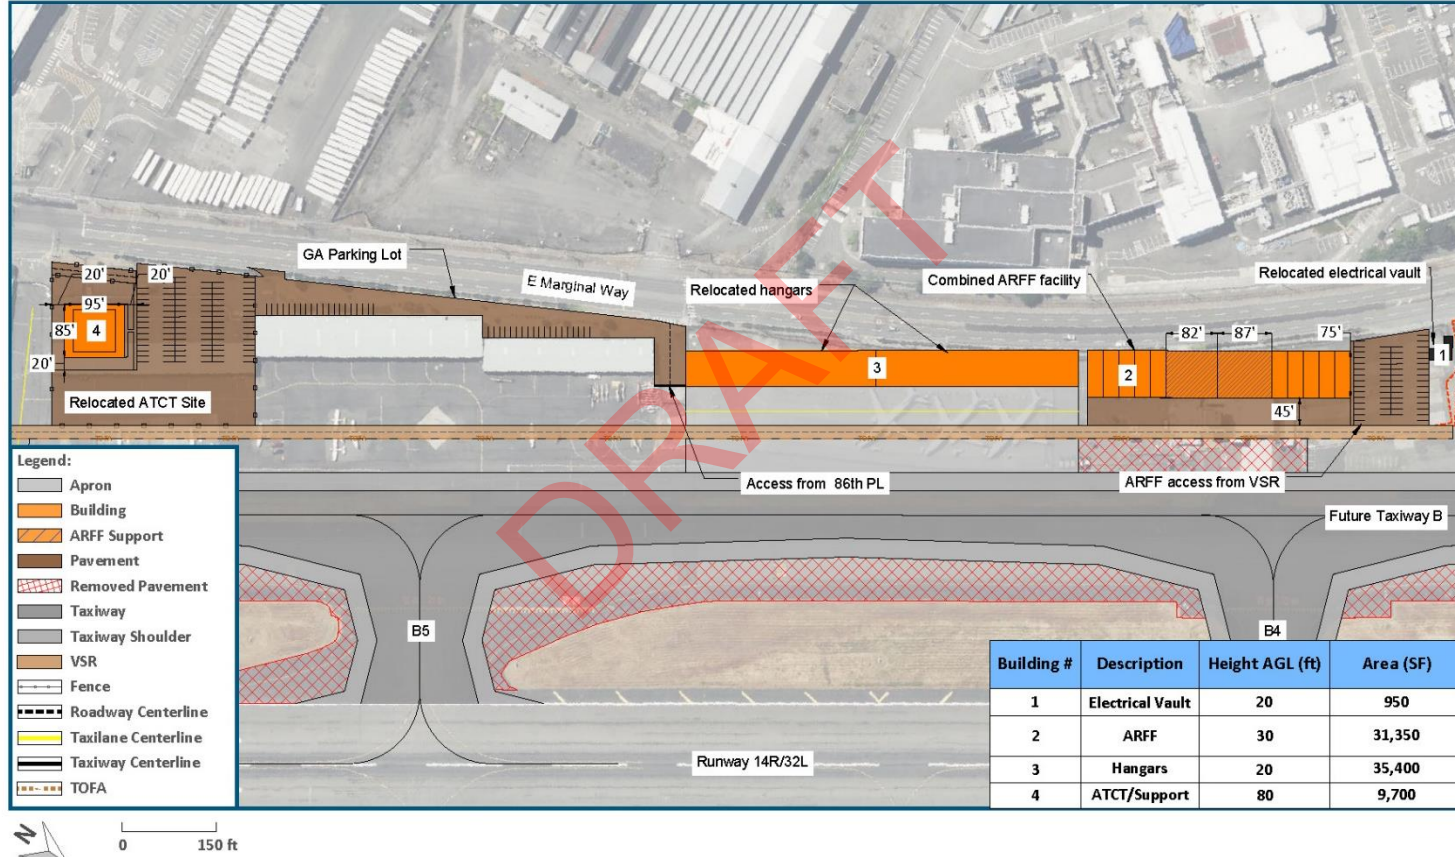 GA Parking Lot
E Marginal Way
Relocated hangars
Combined ARFF facility
Relocated electrical vault
20'
20'
95'
85'
4
20'
82'
87'
75'
1
3
2
45'
Relocated ATCT Site
DRAFT
Access from 86th PL
ARFF access from VSR
Future Taxiway B
B5
B4
Runway 14R/32L
Legend:
Apron
Building
ARFF Support
Pavement
Removed Pavement
Taxiway
Taxiway Shoulder
VSR
Fence
Roadway Centerline
Taxilane Centerline
Taxiway Centerline
TOFA
Building # Description Height AGL (ft) Area (SF)
1 Electrical Vault 20 950
2 ARFF 30 31,350
3 Hangars 20 35,400
4 ATCT/Support 80 9,700
N
0 150 ft